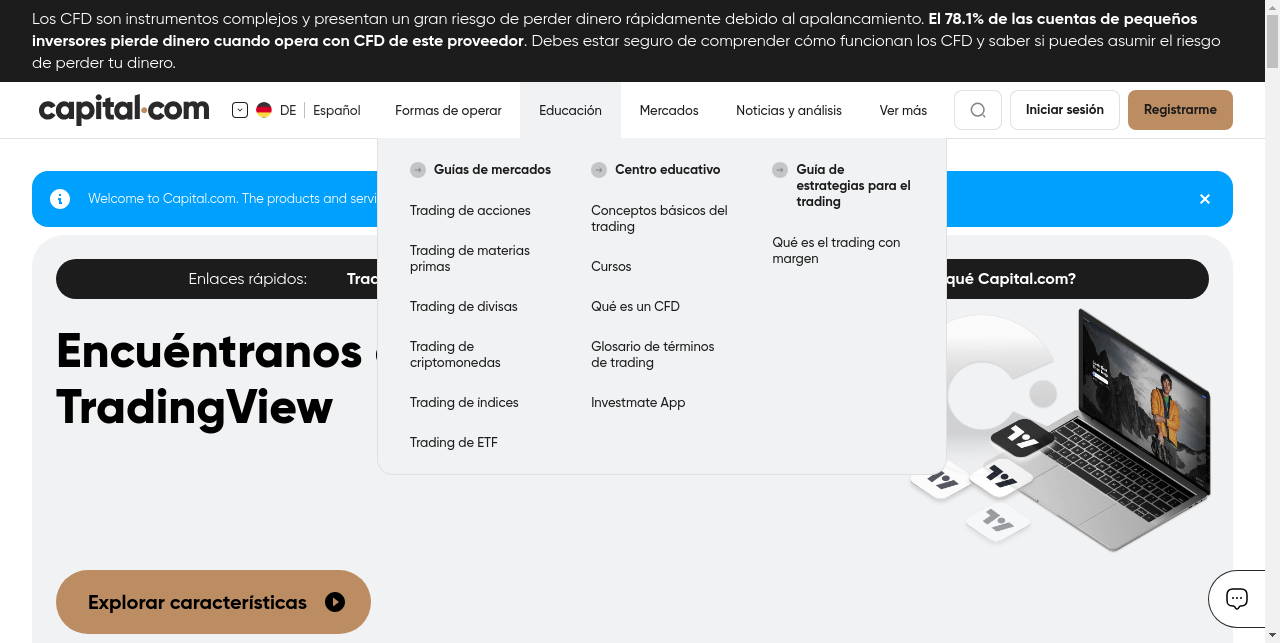 Los CFD son instrumentos complejos y presentan un gran riesgo de perder dinero rápidamente debido al apalancamiento. El 78.1% de las cuentas de pequeños
inversores pierde dinero cuando opera con CFD de este proveedor. Debes estar seguro de comprender cómo funcionan los CFD y saber si puedes asumir el riesgo
de perder tu dinero.
capital.com
DE
Español
Formas de operar
Educación
Mercados
Noticias y análisis
Ver más
Iniciar sesión
Registrarme
Guías de mercados
Trading de acciones
Trading de materias
primas
Trading de divisas
Trading de
criptomonedas
Trading de índices
Trading de ETF
Centro educativo
Conceptos básicos del
trading
Cursos
Qué es un CFD
Glosario de términos
de trading
Investmate App
Guía de
estrategias para el
trading
Qué es el trading con
margen
Welcome to Capital.com. The products and servi
Enlaces rápidos:
Trad
qué Capital.com?
Encuéntranos
TradingView
Explorar características